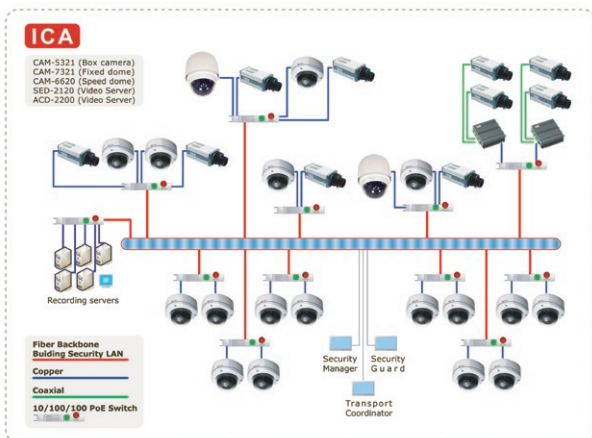 ICA
CAM-5321 (Box camera)
CAM-7321 (Fixed dome)
CAM-6620 (Speed dome)
SED-2120 (Video Server)
ACD-2200 (Video Server)
Recording servers
Security
Manager
Security
Guard
Transport
Coordinator
Fiber Backbone
Buiding Security LAN
Copper
Coaxial
10/100/100 PoE Switch